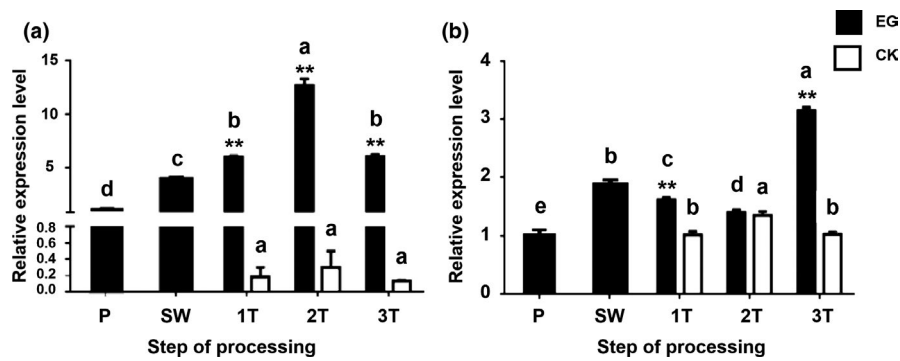 (a)
Relative expression level
15
10
5
0.8
0.6
0.4
0.2
0.0
d
c
b
**
a
a
**
a
b
**
a
P SW 1T 2T 3T
Step of processing
(b)
Relative expression level
4
3
2
1
0
e
b
c
**
b
d
a
a
**
b
P SW 1T 2T 3T
Step of processing
EG
CK